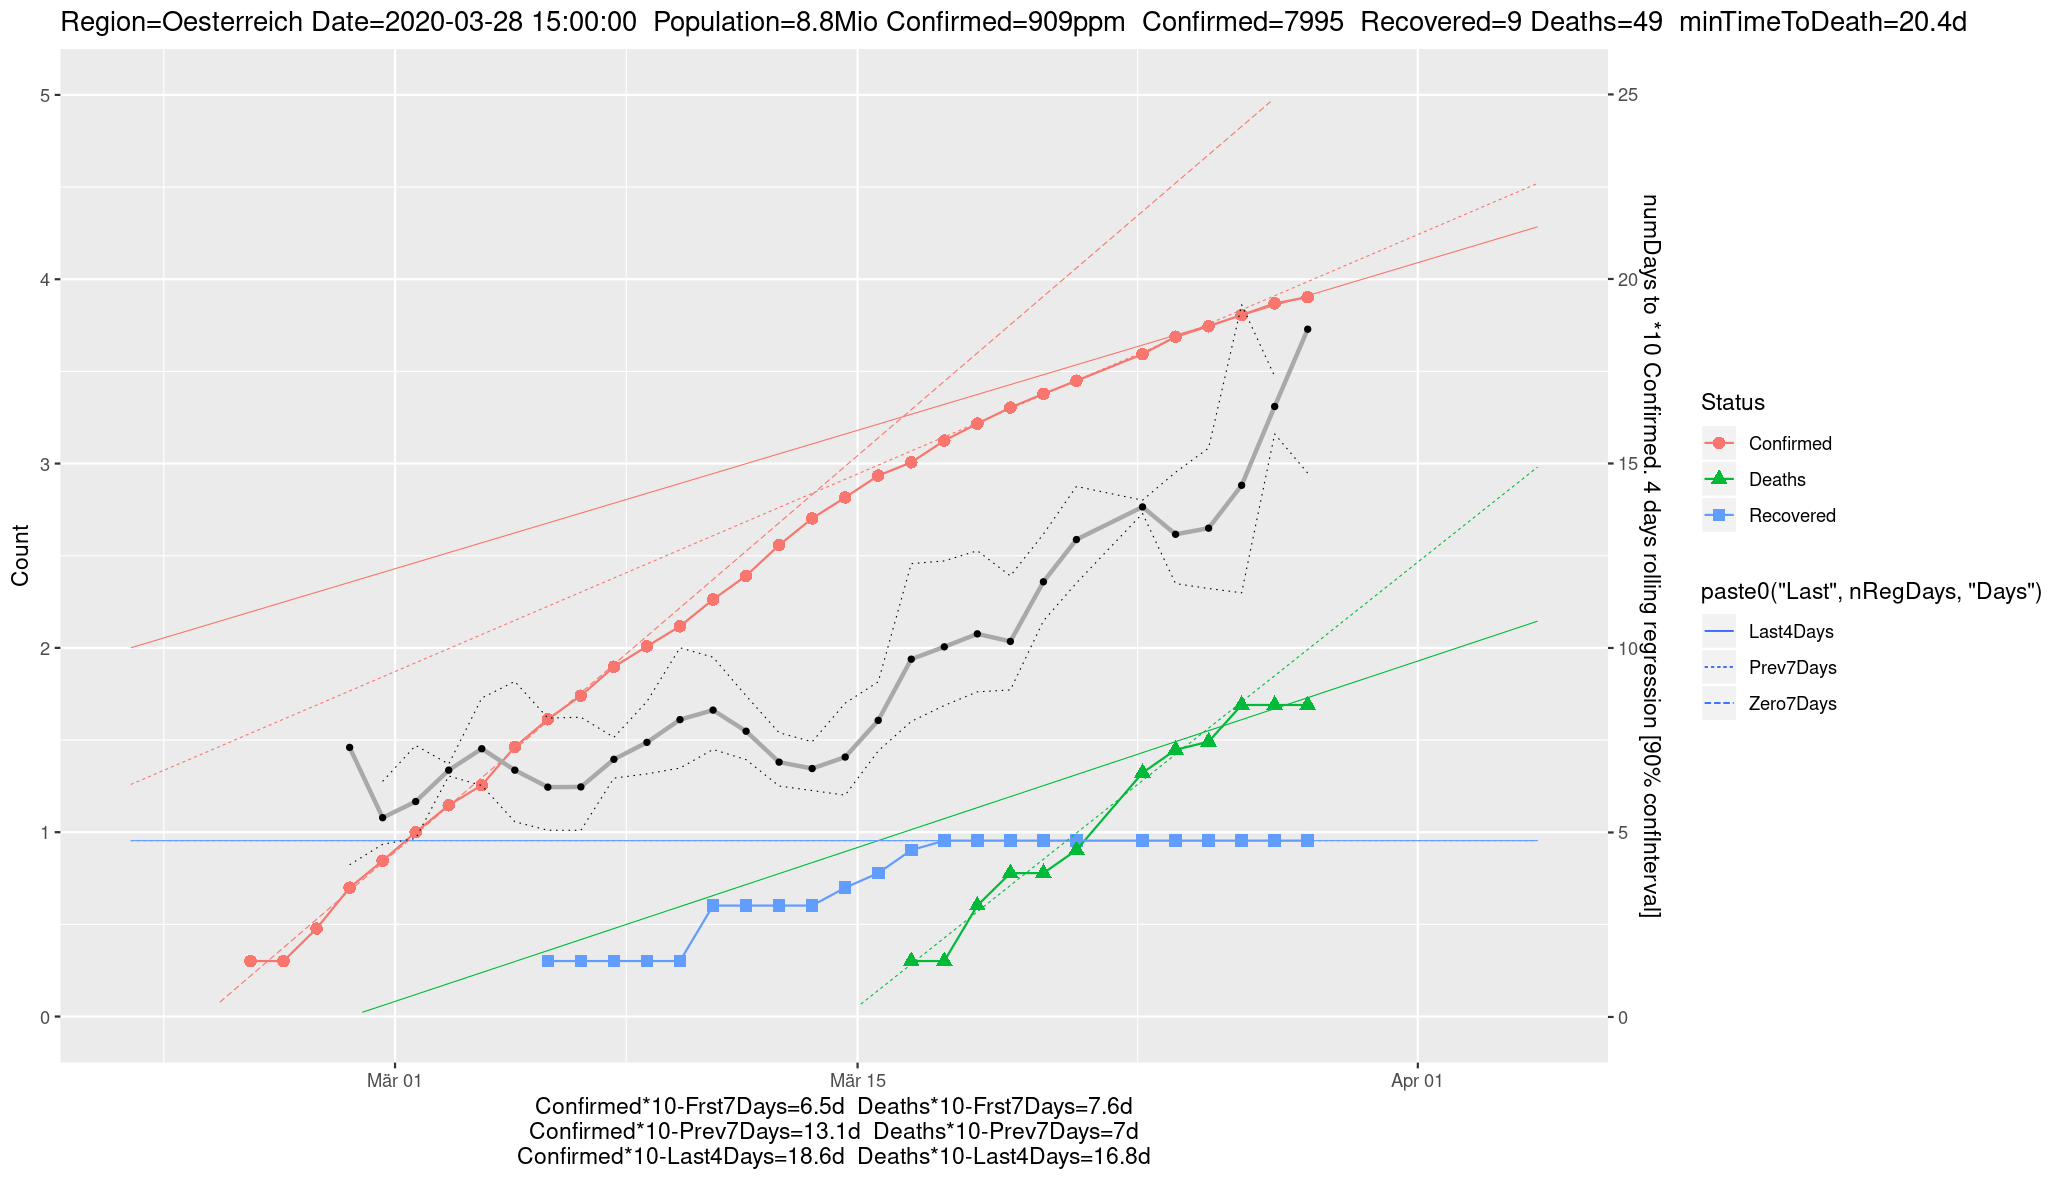 Region=Oesterreich Date=2020-03-28 15:00:00  Population=8.8Mio Confirmed=909ppm  Confirmed=7995  Recovered=9 Deaths=49  minTimeToDeath=20.4d
Count
5
4
3
2
1
0
25
20
15
10
5
0
numDays to *10 Confirmed. 4 days rolling regression [90% confInterval]
Mär 01
Mär 15
Apr 01
Confirmed*10-Frst7Days=6.5d  Deaths*10-Frst7Days=7.6d
Confirmed*10-Prev7Days=13.1d  Deaths*10-Prev7Days=7d
Confirmed*10-Last4Days=18.6d  Deaths*10-Last4Days=16.8d
Status
Confirmed
Deaths
Recovered
paste0("Last", nRegDays, "Days")
Last4Days
Prev7Days
Zero7Days